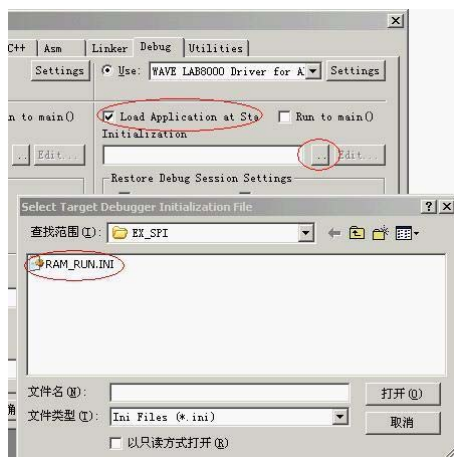 C++ Asm Linker Debug Utilities
Settings Use: WAVE LAB8000 Driver for A Settings
n to main() Load Application at Sta Run to main()
Initialization
.. Edit... .. Edit...
Restore Debug Session Settings
Select Target Debugger Initialization File
查找范围(I): EX_SPI
RAM_RUN.INI
文件名(N): 打开(O)
文件类型(T): Ini Files (*.ini) 取消
以只读方式打开(R)
确